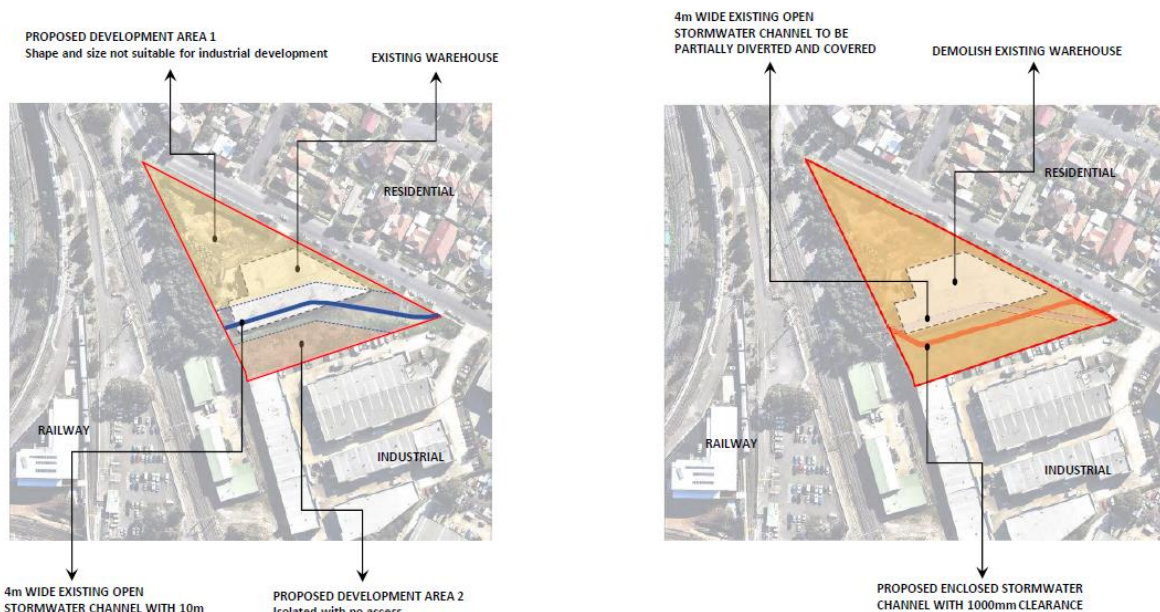 PROPOSED DEVELOPMENT AREA 1
Shape and size not suitable for industrial development
EXISTING WAREHOUSE
RESIDENTIAL
RAILWAY
INDUSTRIAL
4m WIDE EXISTING OPEN
STORMWATER CHANNEL WITH 10m
PROPOSED DEVELOPMENT AREA 2
Isolated with no access
4m WIDE EXISTING OPEN
STORMWATER CHANNEL TO BE
PARTIALLY DIVERTED AND COVERED
DEMOLISH EXISTING WAREHOUSE
RESIDENTIAL
RAILWAY
INDUSTRIAL
PROPOSED ENCLOSED STORMWATER
CHANNEL WITH 1000mm CLEARANCE